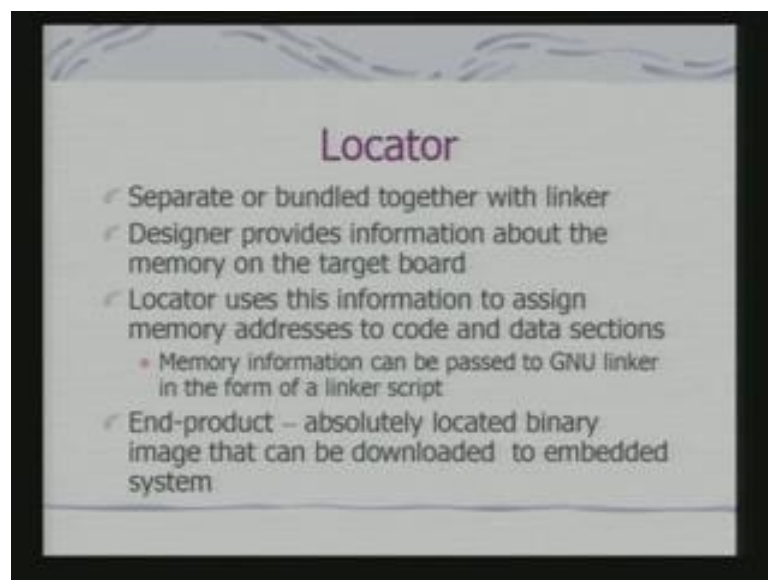 Locator
Separate or bundled together with linker
Designer provides information about the
memory on the target board
Locator uses this information to assign
memory addresses to code and data sections
Memory information can be passed to GNU linker
in the form of a linker script
End-product – absolutely located binary
image that can be downloaded to embedded
system